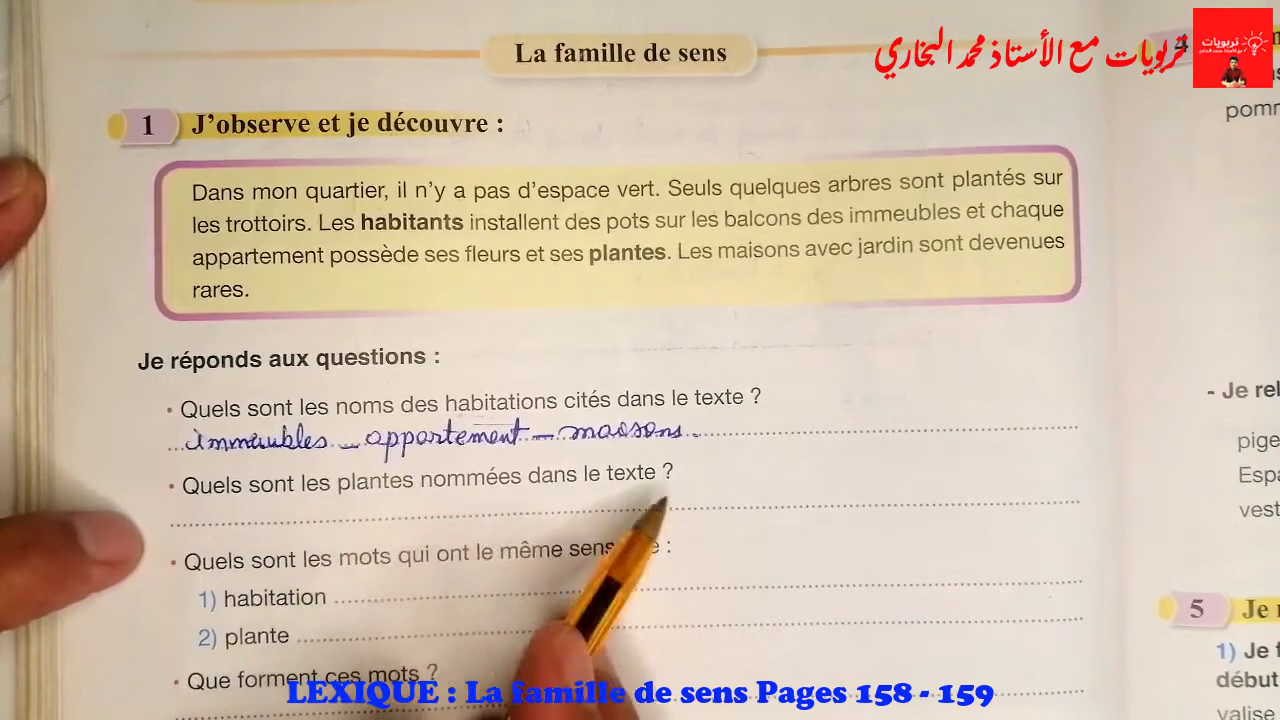 La famille de sens
تربويات مع الأستاذ محمد البخاري
تربويات
4
1 J'observe et je découvre :
pomm
Dans mon quartier, il n'y a pas d'espace vert. Seuls quelques arbres sont plantés sur
les trottoirs. Les habitants installent des pots sur les balcons des immeubles et chaque
appartement possède ses fleurs et ses plantes. Les maisons avec jardin sont devenues
rares.
Je réponds aux questions :
• Quels sont les noms des habitations cités dans le texte ?
immeubles - appartement - maisons.
• Quels sont les plantes nommées dans le texte ?
• Quels sont les mots qui ont le même sens :
1) habitation
2) plante
• Que forment ces mots ?
- Je rel
pige
Espa
vest
5 Je
1) Je f
début
valise
LEXIQUE : La famille de sens Pages 158 - 159